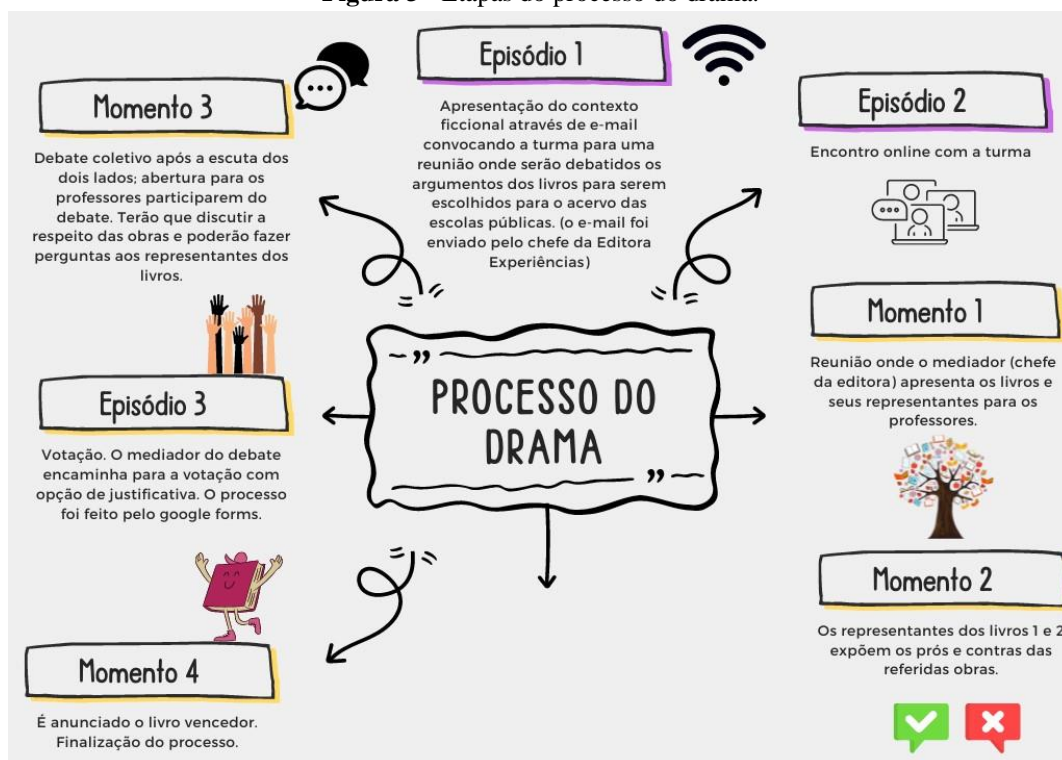 Figura - Etapas do processo do drama.
Episódio 1
Apresentação do contexto
ficcional através de e-mail
convocando a turma para uma
reunião onde serão debatidos os
argumentos dos livros para serem
escolhidos para o acervo das
escolas públicas. (o e-mail foi
enviado pelo chefe da Editora
Experiências)
Episódio 2
Encontro online com a turma
Momento 1
Reunião onde o mediador (chefe
da editora) apresenta os livros e
seus representantes para os
professores.
Momento 2
Os representantes dos livros 1 e 2
expõem os prós e contras das
referidas obras.
Momento 3
Debate coletivo após a escuta dos
dois lados; abertura para os
professores participarem do
debate. Terão que discutir a
respeito das obras e poderão fazer
perguntas aos representantes dos
livros.
Episódio 3
Votação. O mediador do debate
encaminha para a votação com
opção de justificativa. O processo
foi feito pelo google forms.
Momento 4
É anunciado o livro vencedor.
Finalização do processo.
PROCESSO DO
DRAMA